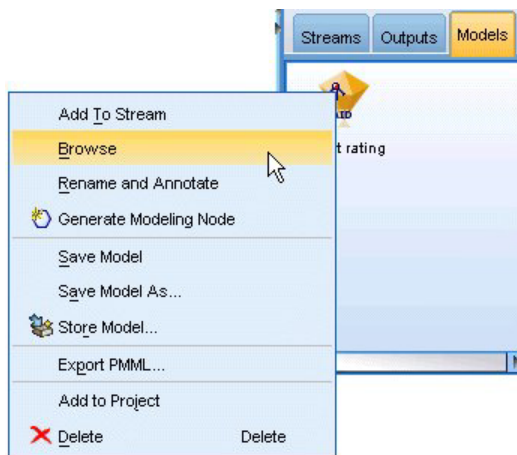 Streams Outputs Models
AID
t rating
Add To Stream
Browse
Rename and Annotate
Generate Modeling Node
Save Model
Save Model As...
Store Model...
Export PMML...
Add to Project
Delete Delete